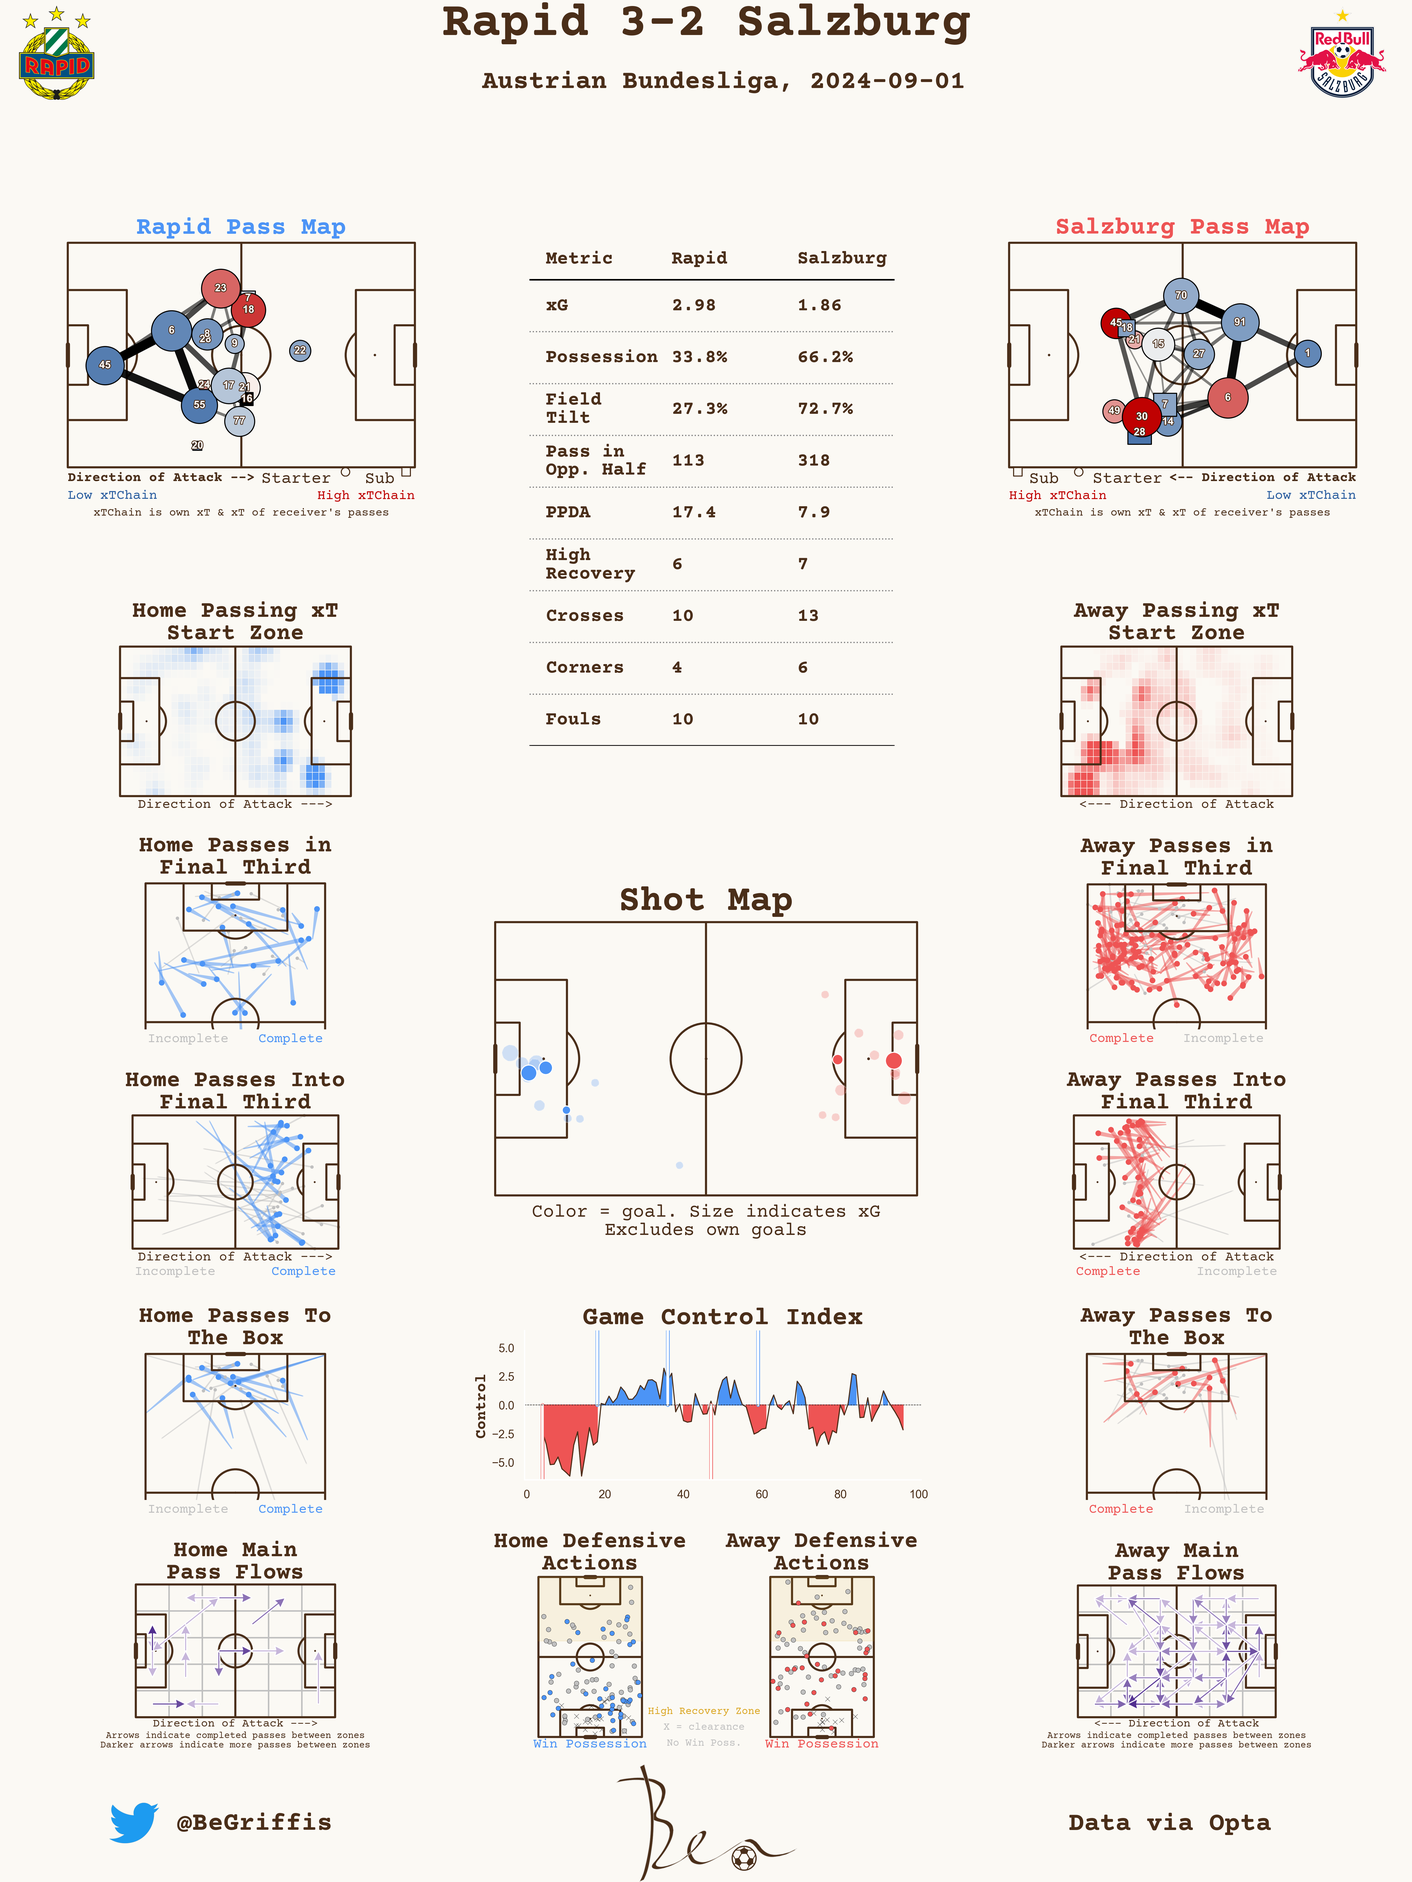 Rapid 3-2 Salzburg
Austrian Bundesliga, 2024-09-01
RAPID
Red Bull
SALZBURG
Rapid Pass Map
23
7
18
6
8
9
22
45
24
17
21
16
55
77
20
Direction of Attack --> Starter Sub
Low xTChain High xTChain
xTChain is own xT & xT of receiver's passes
Metric Rapid Salzburg
xG 2.98 1.86
Possession 33.8% 66.2%
Field
Tilt 27.3% 72.7%
Pass in
Opp. Half 113 318
PPDA 17.4 7.9
High
Recovery 6 7
Crosses 10 13
Corners 4 6
Fouls 10 10
Salzburg Pass Map
70
45
18
91
21
15
27
1
6
49
30
7
14
28
Sub Starter <-- Direction of Attack
High xTChain Low xTChain
xTChain is own xT & xT of receiver's passes
Home Passing xT
Start Zone
Direction of Attack --->
Away Passing xT
Start Zone
<--- Direction of Attack
Home Passes in
Final Third
Incomplete Complete
Away Passes in
Final Third
Complete Incomplete
Shot Map
Color = goal. Size indicates xG
Excludes own goals
Home Passes Into
Final Third
Direction of Attack --->
Incomplete Complete
Away Passes Into
Final Third
<--- Direction of Attack
Complete Incomplete
Home Passes To
The Box
Incomplete Complete
Game Control Index
Control
5.0
2.5
0.0
−2.5
−5.0
0 20 40 60 80 100
Away Passes To
The Box
Complete Incomplete
Home Main
Pass Flows
Direction of Attack --->
Arrows indicate completed passes between zones
Darker arrows indicate more passes between zones
Home Defensive
Actions
Win Possession
Away Defensive
Actions
Win Possession
High Recovery Zone
X = clearance
No Win Poss.
Away Main
Pass Flows
<--- Direction of Attack
Arrows indicate completed passes between zones
Darker arrows indicate more passes between zones
@BeGriffis
Ben
Data via Opta